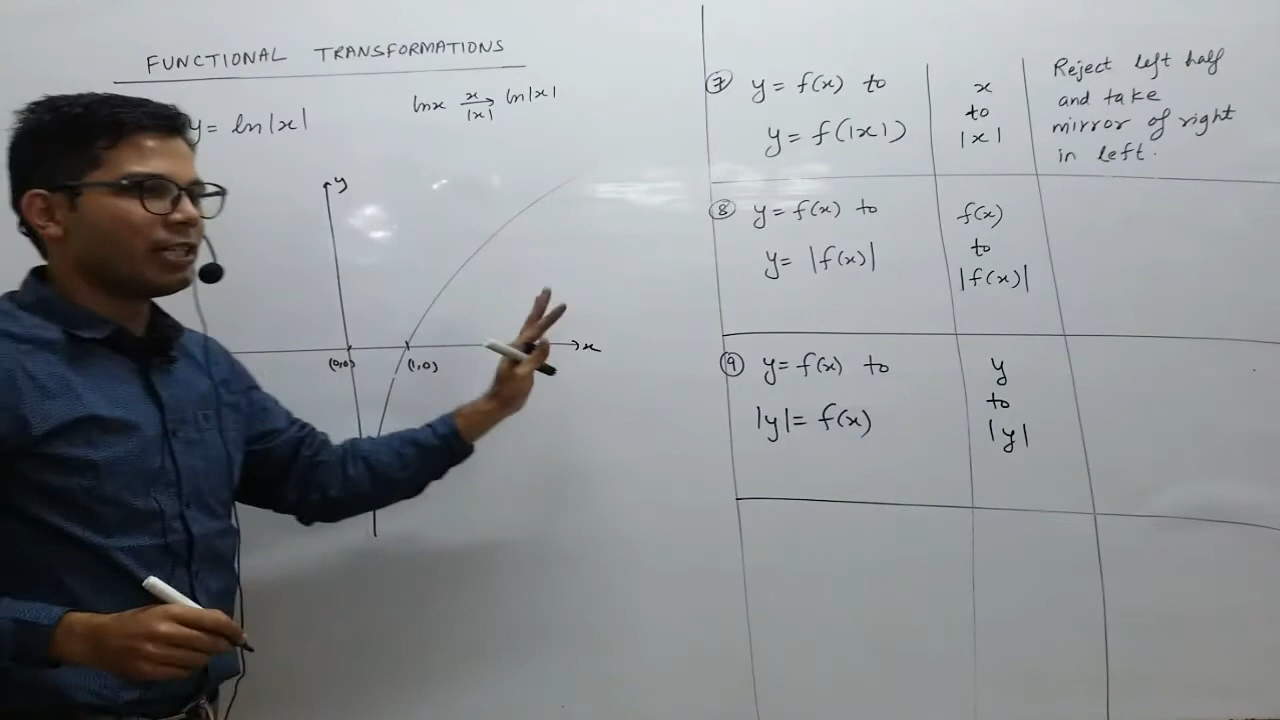 FUNCTIONAL TRANSFORMATIONS
y = ln|x|
lnx x→|x| ln|x|
y
x
(0,0)
(1,0)
⑦ y = f(x) to
y = f(|x|)
x
to
|x|
Reject left half
and take
mirror of right
in left.
⑧ y = f(x) to
y = |f(x)|
f(x)
to
|f(x)|
⑨ y = f(x) to
|y| = f(x)
y
to
|y|